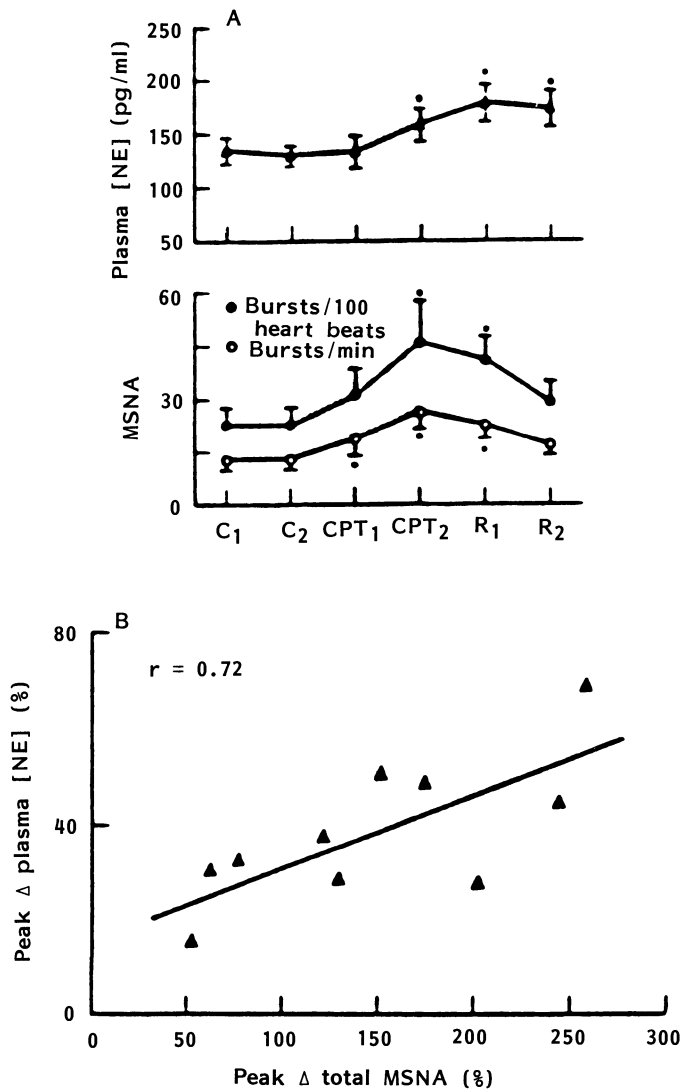 A
250
200
150
100
50
Plasma [NE] (pg/ml)
60
30
0
MSNA
Bursts/100
heart beats
Bursts/min
C1 C2 CPT1 CPT2 R1 R2
B
80
40
0
r = 0.72
Peak Δ plasma [NE] (%)
0 50 100 150 200 250 300
Peak Δ total MSNA (%)